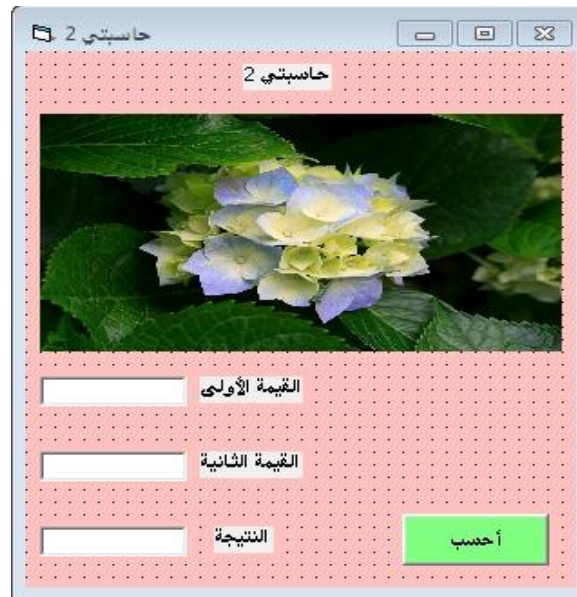 حاسبتي 2
حاسبتي 2
القيمة الأولى
القيمة الثانية
النتيجة
أحسب